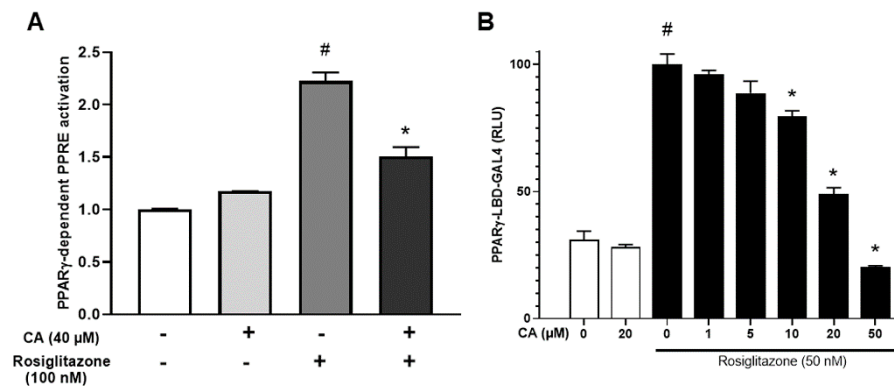 A
PPARγ-dependent PPRE activation
2.5
2.0
1.5
1.0
0.5
0.0
#
*
CA (40 µM) - + - +
Rosiglitazone - - + +
(100 nM)
B
PPARγ-LBD-GAL4 (RLU)
100
50
0
#
*
*
*
CA (µM) 0 20 0 1 5 10 20 50
Rosiglitazone (50 nM)